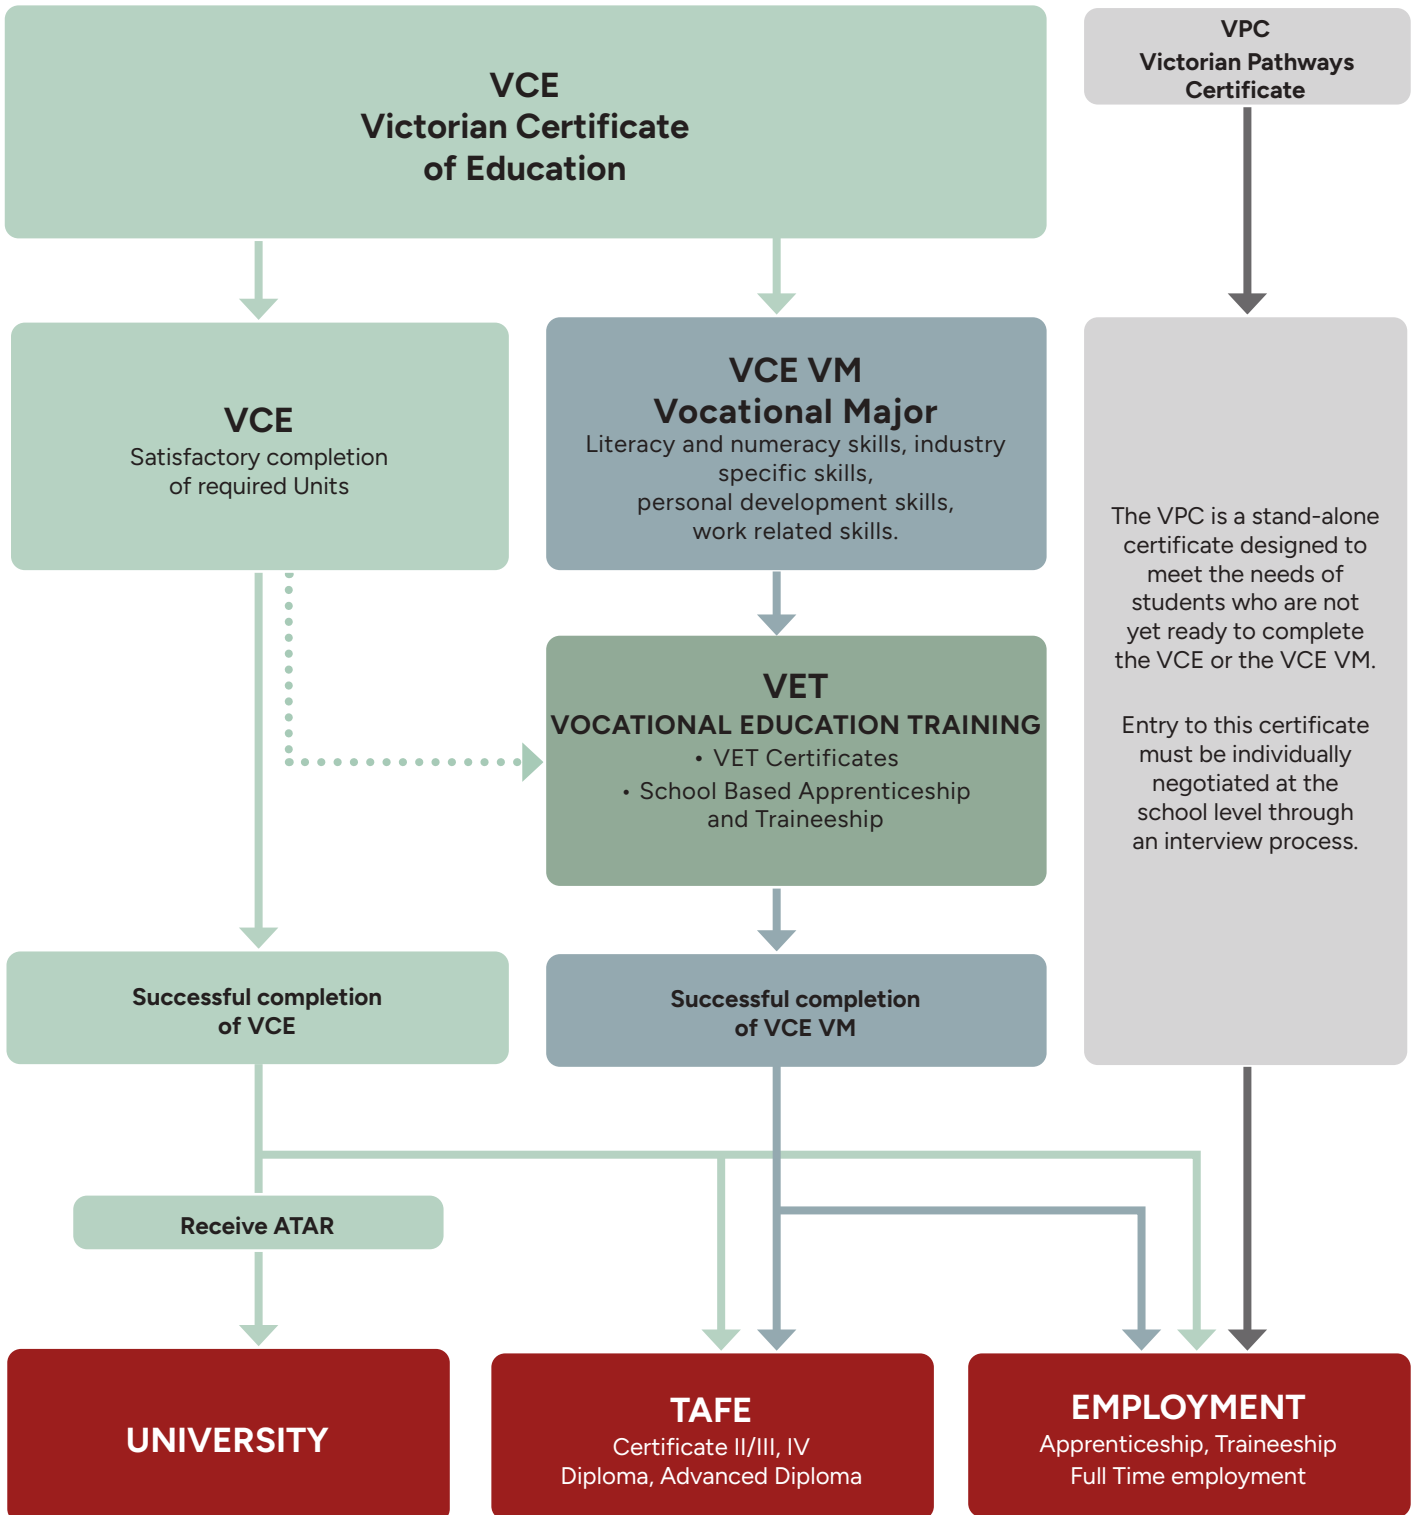 VCE
Victorian Certificate
of Education
VPC
Victorian Pathways
Certificate
VCE
Satisfactory completion
of required Units
VCE VM
Vocational Major
Literacy and numeracy skills, industry
specific skills,
personal development skills,
work related skills.
The VPC is a stand-alone
certificate designed to
meet the needs of
students who are not
yet ready to complete
the VCE or the VCE VM.
Entry to this certificate
must be individually
negotiated at the
school level through
an interview process.
VET
VOCATIONAL EDUCATION TRAINING
• VET Certificates
• School Based Apprenticeship
and Traineeship
Successful completion
of VCE
Successful completion
of VCE VM
Receive ATAR
UNIVERSITY
TAFE
Certificate II/III, IV
Diploma, Advanced Diploma
EMPLOYMENT
Apprenticeship, Traineeship
Full Time employment